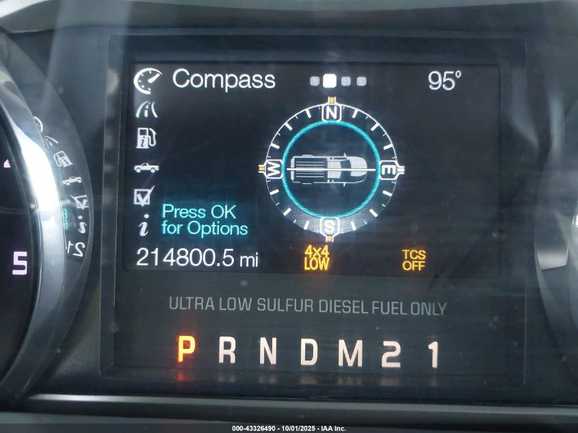 Compass
95°
N
W
E
S
Press OK
for Options
214800.5 mi
4x4
LOW
TCS
OFF
5
ULTRA LOW SULFUR DIESEL FUEL ONLY
P R N D M 2 1
000-43326490 - 10/01/2025 - IAA Inc.